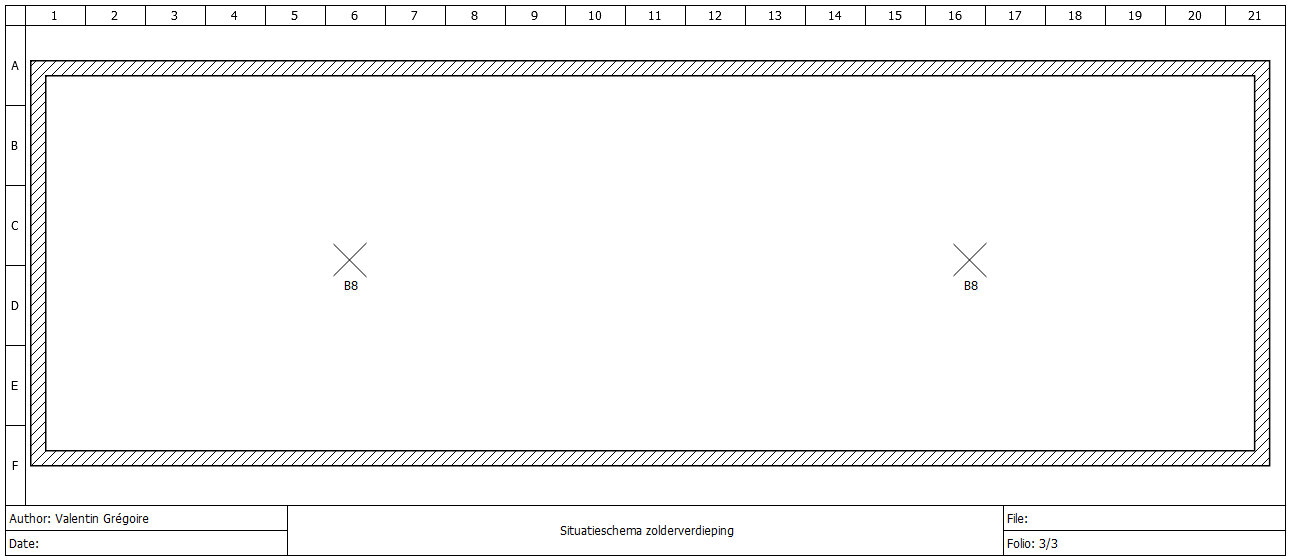 1 2 3 4 5 6 7 8 9 10 11 12 13 14 15 16 17 18 19 20 21
A
B
C
B8 B8
D
E
F
Author: Valentin Grégoire
Date:
Situatieschema zolderverdieping
File:
Folio: 3/3